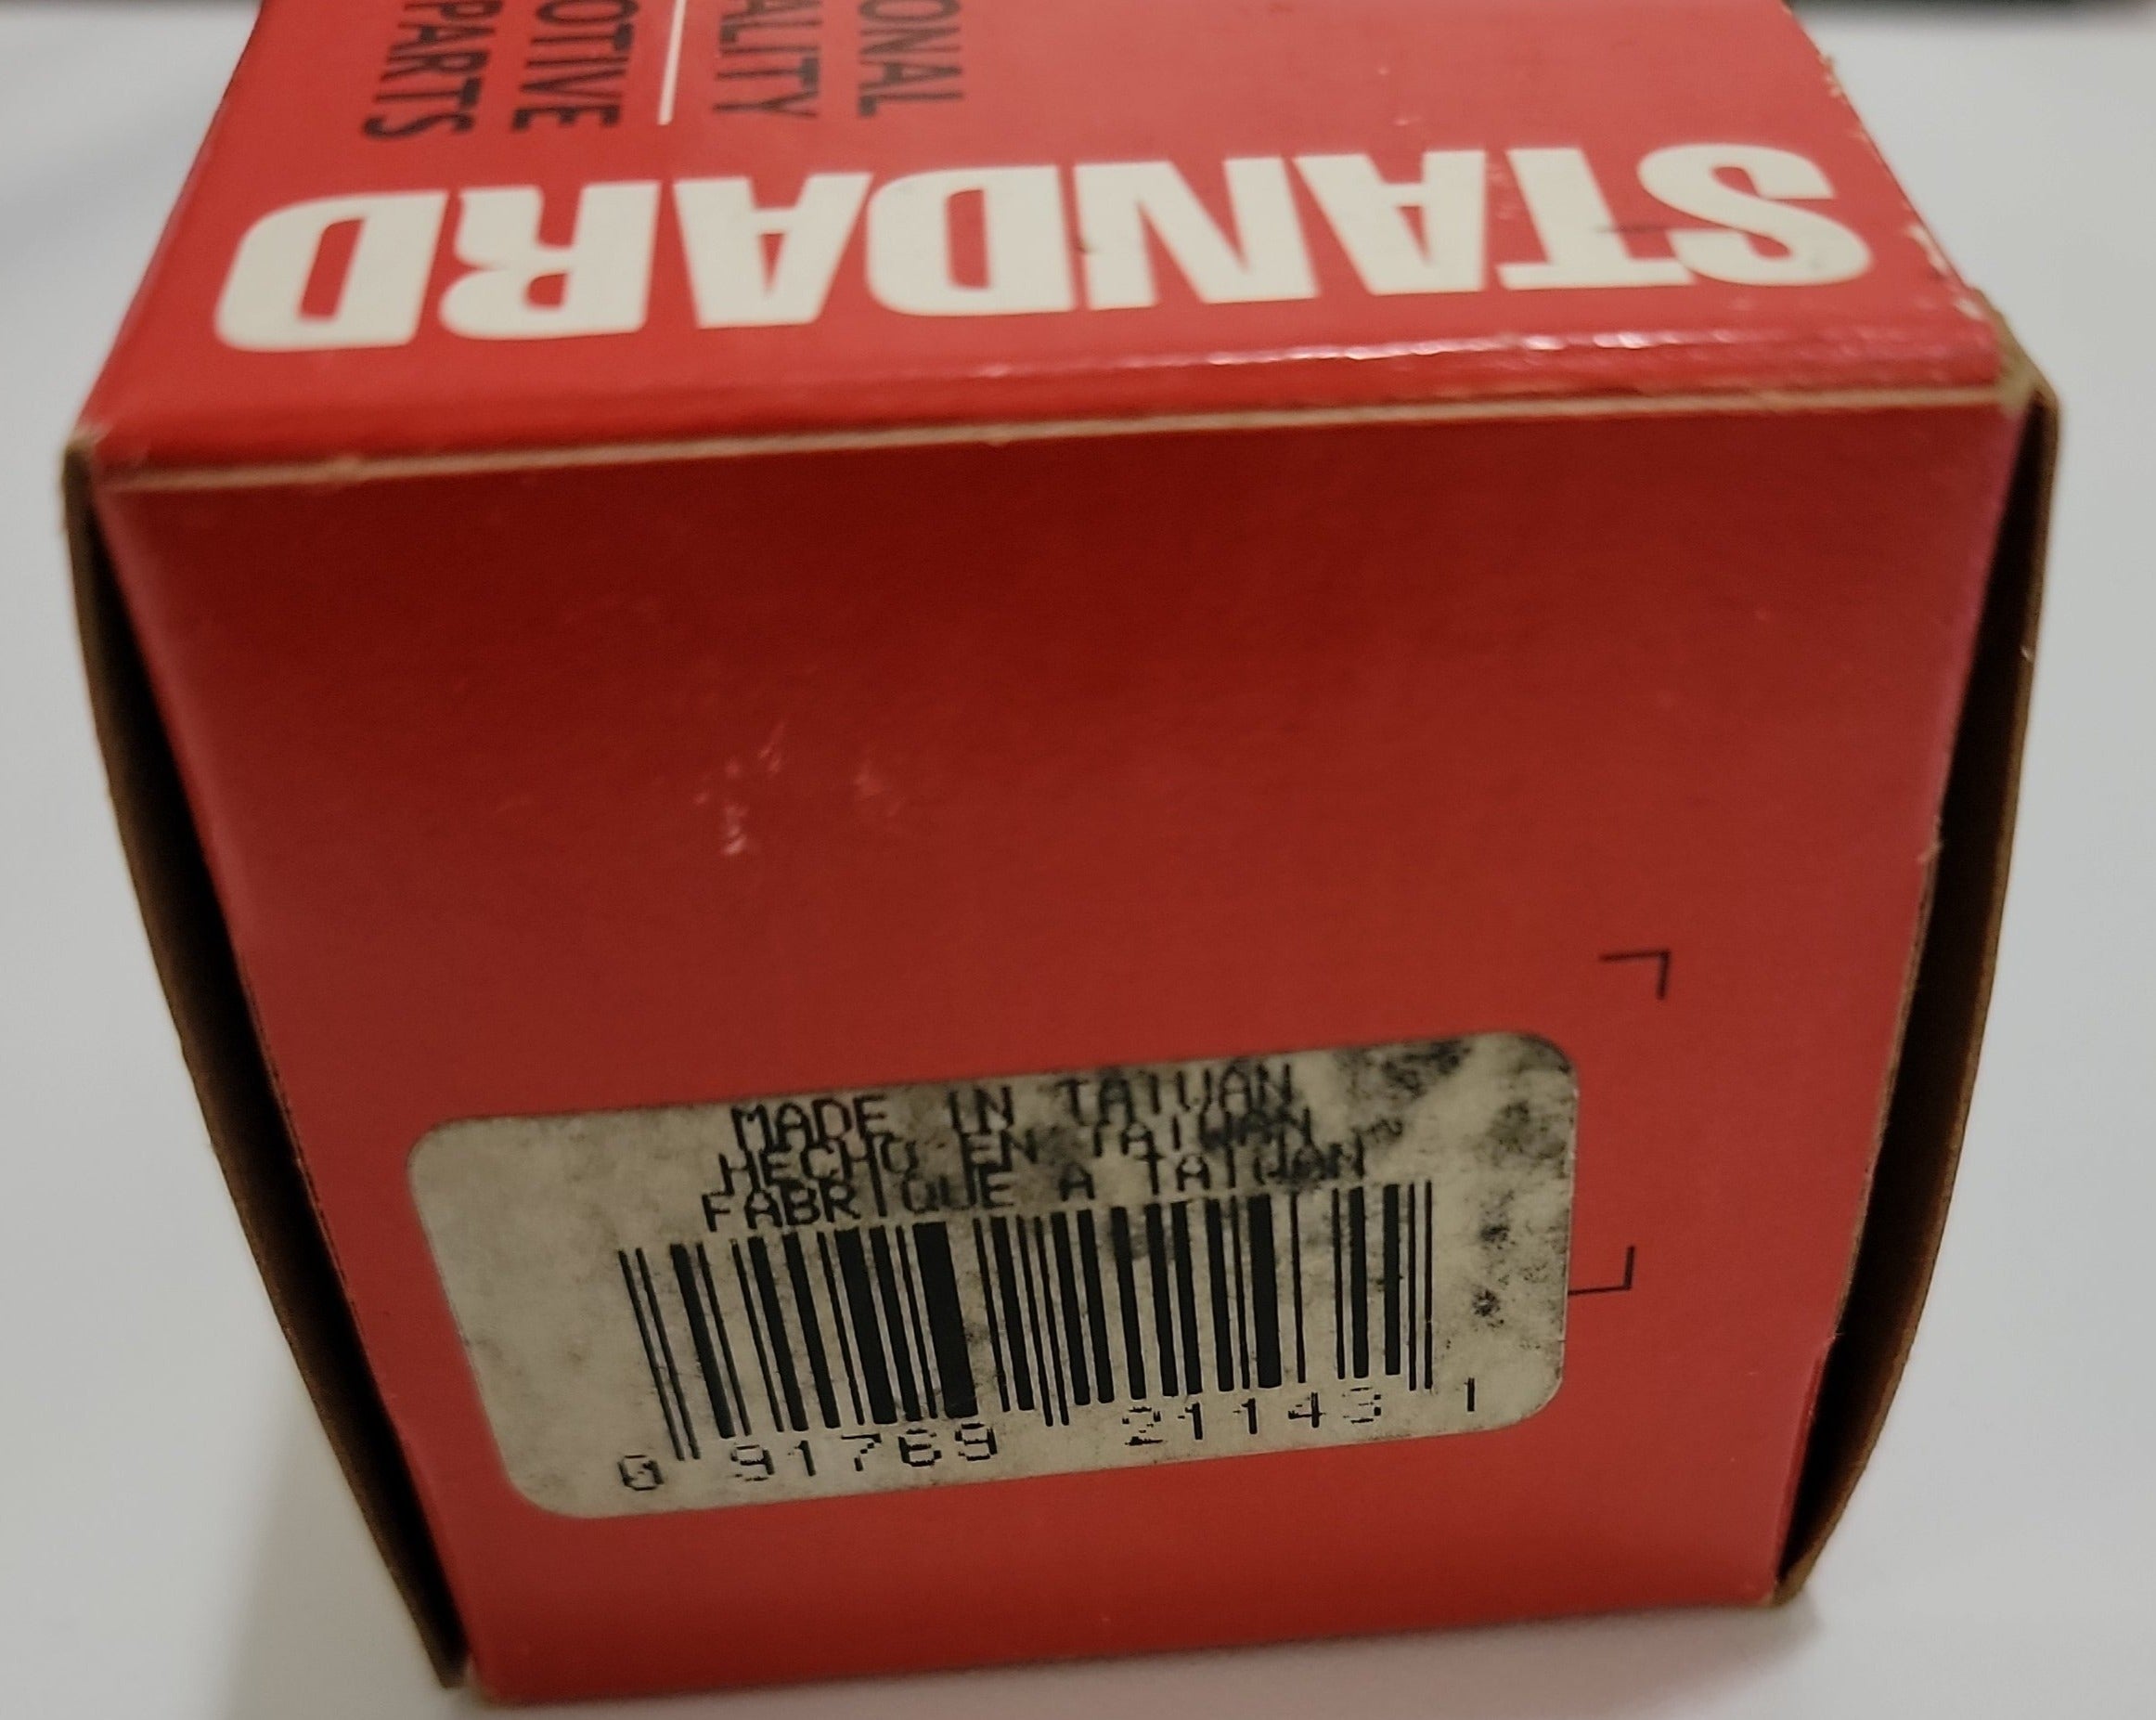 STANDARD
ONAL
ALITY
OTIVE
PARTS
MADE IN TAIWAN
HECHO EN TAIWAN
FABRIQUE A TAIWAN
0 91769 21143 1